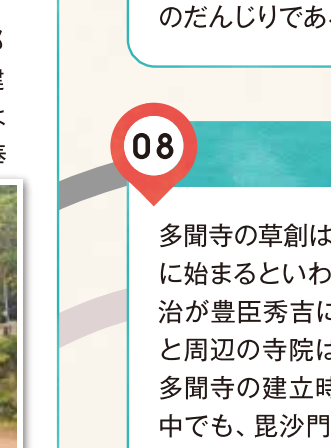 のだんじりであ
08
多聞寺の草創は
に始まるといわ
治が豊臣秀吉に
と周辺の寺院は
多聞寺の建立時
中でも、毘沙門
は